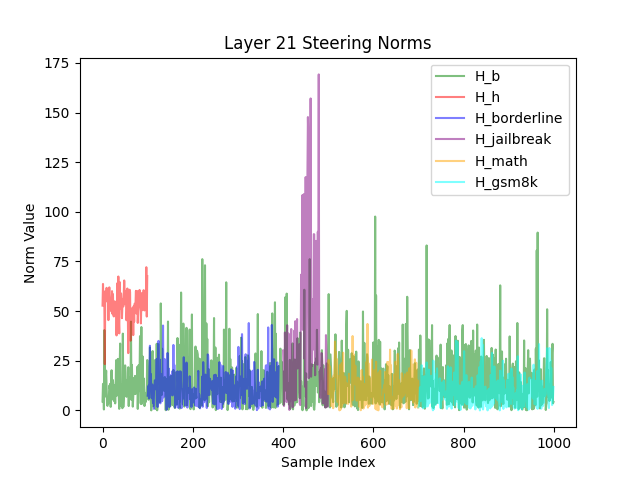 Layer 21 Steering Norms
175
150
125
100
75
50
25
0
Norm Value
H_b
H_h
H_borderline
H_jailbreak
H_math
H_gsm8k
0 200 400 600 800 1000
Sample Index